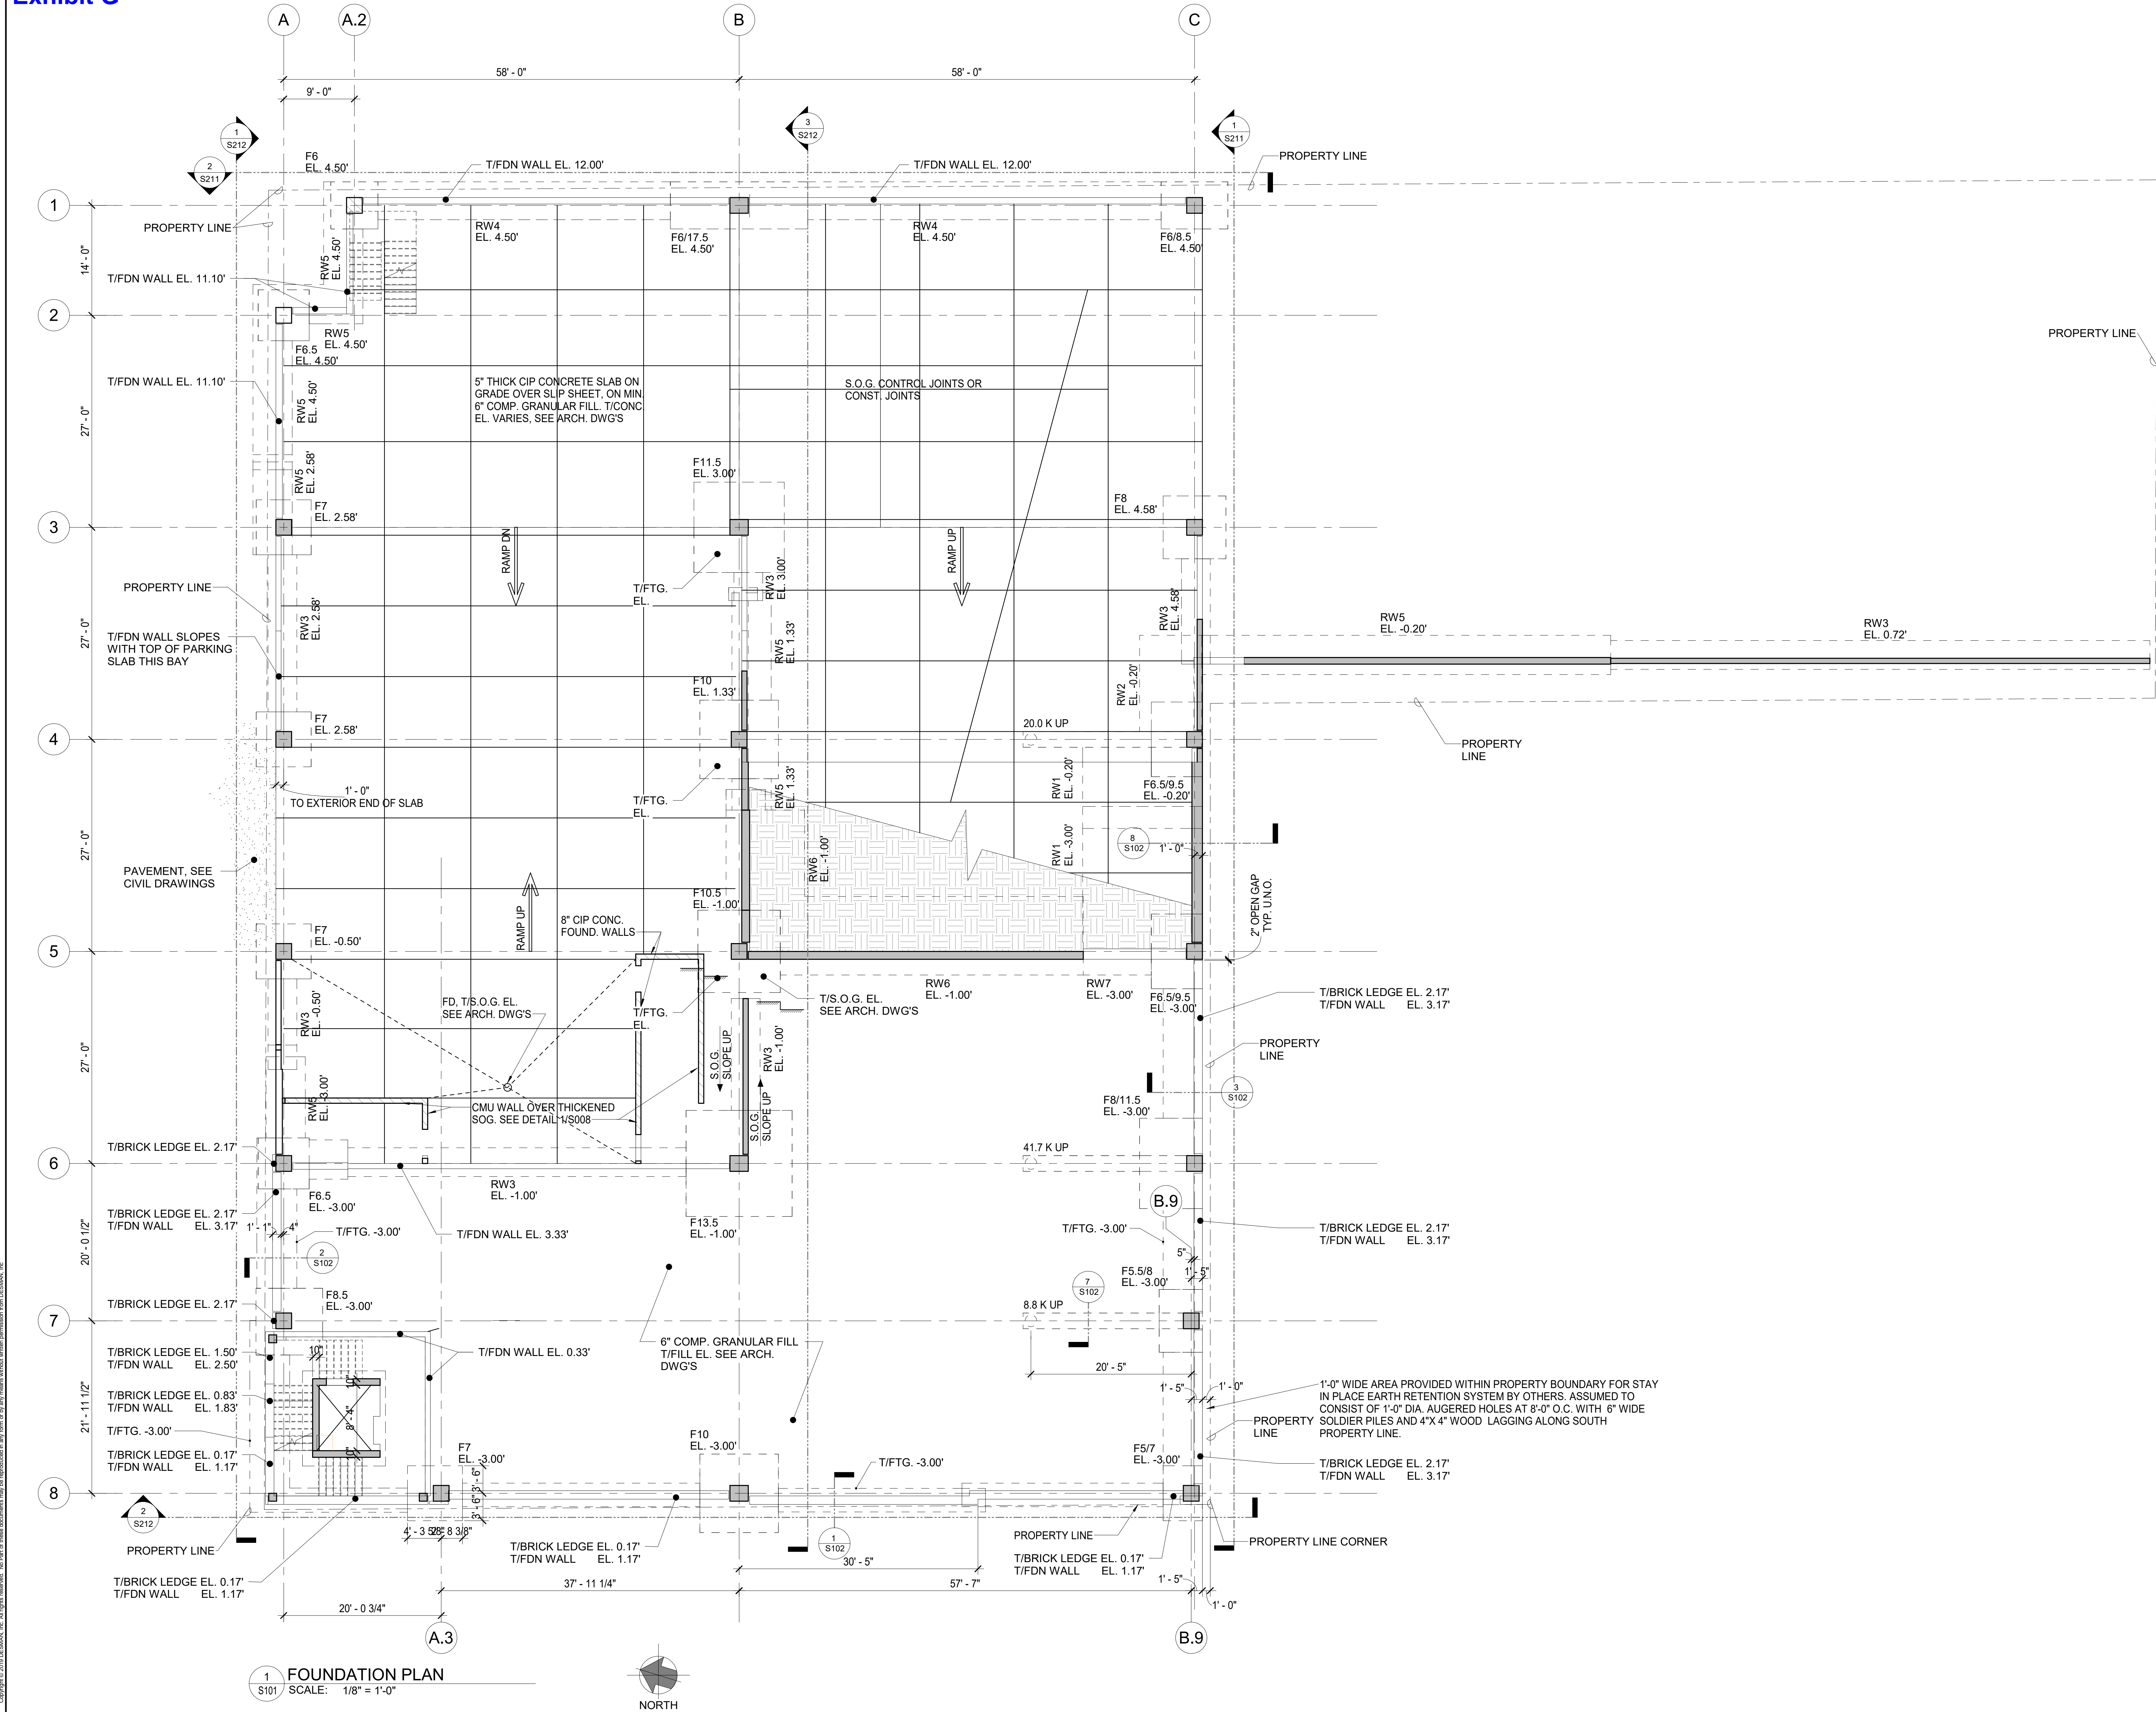 Exhibit G
A
A.2
B
C
58' - 0"
58' - 0"
9' - 0"
1
S212
2
S211
3
S212
1
S211
F6
EL. 4.50'
T/FDN WALL EL. 12.00'
T/FDN WALL EL. 12.00'
PROPERTY LINE
1
PROPERTY LINE
RW4
EL. 4.50'
F6/17.5
EL. 4.50'
RW4
EL. 4.50'
F6/8.5
EL. 4.50'
14' - 0"
RW5
EL. 4.50'
T/FDN WALL EL. 11.10'
2
RW5
EL. 4.50'
F6.5
EL. 4.50'
PROPERTY LINE
T/FDN WALL EL. 11.10'
RW5
EL. 4.50'
27' - 0"
5" THICK CIP CONCRETE SLAB ON
GRADE OVER SLIP SHEET, ON MIN.
6" COMP. GRANULAR FILL. T/CONC.
EL. VARIES, SEE ARCH. DWG'S
S.O.G. CONTROL JOINTS OR
CONST. JOINTS
RW5
EL. 2.58'
F11.5
EL. 3.00'
F7
EL. 2.58'
F8
EL. 4.58'
3
RAMP DN
RAMP UP
PROPERTY LINE
T/FTG.
EL.
RW3
EL. 3.00'
RW3
EL. 4.58'
RW3
EL. 2.58'
27' - 0"
T/FDN WALL SLOPES
WITH TOP OF PARKING
SLAB THIS BAY
RW5
EL. 1.33'
RW5
EL. -0.20'
RW3
EL. 0.72'
F10
EL. 1.33'
RW2
EL. -0.20'
F7
EL. 2.58'
20.0 K UP
4
PROPERTY
LINE
1' - 0"
TO EXTERIOR END OF SLAB
T/FTG.
EL.
RW5
EL. 1.33'
RW1
EL. -0.20'
F6.5/9.5
EL. -0.20'
27' - 0"
RW6
EL. -1.00'
RW1
EL. -3.00'
8
S102
1' - 0"
PAVEMENT, SEE
CIVIL DRAWINGS
F10.5
EL. -1.00'
2" OPEN GAP
TYP. U.N.O.
RAMP UP
8" CIP CONC.
FOUND. WALLS
F7
EL. -0.50'
5
RW6
EL. -1.00'
RW7
EL. -3.00'
F6.5/9.5
EL. -3.00'
FD, T/S.O.G. EL.
SEE ARCH. DWG'S
T/FTG.
EL.
T/S.O.G. EL.
SEE ARCH. DWG'S
T/BRICK LEDGE EL. 2.17'
T/FDN WALL EL. 3.17'
RW3
EL. -0.50'
27' - 0"
S.O.G.
SLOPE UP
RW3
EL. -1.00'
PROPERTY
LINE
3
S102
RW5
EL. -3.00'
CMU WALL OVER THICKENED
SOG. SEE DETAIL 1/S008
S.O.G.
SLOPE UP
F8/11.5
EL. -3.00'
T/BRICK LEDGE EL. 2.17'
41.7 K UP
6
RW3
EL. -1.00'
F6.5
EL. -3.00'
B.9
T/BRICK LEDGE EL. 2.17'
T/FDN WALL EL. 3.17'
1' - 1"
4"
T/FTG. -3.00'
T/FDN WALL EL. 3.33'
F13.5
EL. -1.00'
T/FTG. -3.00'
T/BRICK LEDGE EL. 2.17'
T/FDN WALL EL. 3.17'
20' - 0 1/2"
2
S102
5"
7
S102
F5.5/8
EL. -3.00'
1' - 5"
T/BRICK LEDGE EL. 2.17'
F8.5
EL. -3.00'
8.8 K UP
7
T/BRICK LEDGE EL. 1.50'
T/FDN WALL EL. 2.50'
10"
T/FDN WALL EL. 0.33'
6" COMP. GRANULAR FILL
T/FILL EL. SEE ARCH.
DWG'S
20' - 5"
T/BRICK LEDGE EL. 0.83'
T/FDN WALL EL. 1.83'
10"
8' - 4"
10"
1' - 5"
1' - 0"
1'-0" WIDE AREA PROVIDED WITHIN PROPERTY BOUNDARY FOR STAY
IN PLACE EARTH RETENTION SYSTEM BY OTHERS. ASSUMED TO
CONSIST OF 1'-0" DIA. AUGERED HOLES AT 8'-0" O.C. WITH 6" WIDE
SOLDIER PILES AND 4"X 4" WOOD LAGGING ALONG SOUTH
PROPERTY LINE.
21' - 11 1/2"
T/FTG. -3.00'
PROPERTY
LINE
T/BRICK LEDGE EL. 0.17'
T/FDN WALL EL. 1.17'
F7
EL. -3.00'
F10
EL. -3.00'
T/FTG. -3.00'
F5/7
EL. -3.00'
T/BRICK LEDGE EL. 2.17'
T/FDN WALL EL. 3.17'
8
3' - 6"
3' - 6"
2
S212
PROPERTY LINE
28' - 8 3/8"
T/BRICK LEDGE EL. 0.17'
T/FDN WALL EL. 1.17'
1
S102
PROPERTY LINE
PROPERTY LINE CORNER
30' - 5"
T/BRICK LEDGE EL. 0.17'
T/FDN WALL EL. 1.17'
T/BRICK LEDGE EL. 0.17'
T/FDN WALL EL. 1.17'
37' - 11 1/4"
57' - 7"
1' - 5"
1' - 0"
20' - 0 3/4"
A.3
B.9
1
S101
FOUNDATION PLAN
SCALE: 1/8" = 1'-0"
NORTH